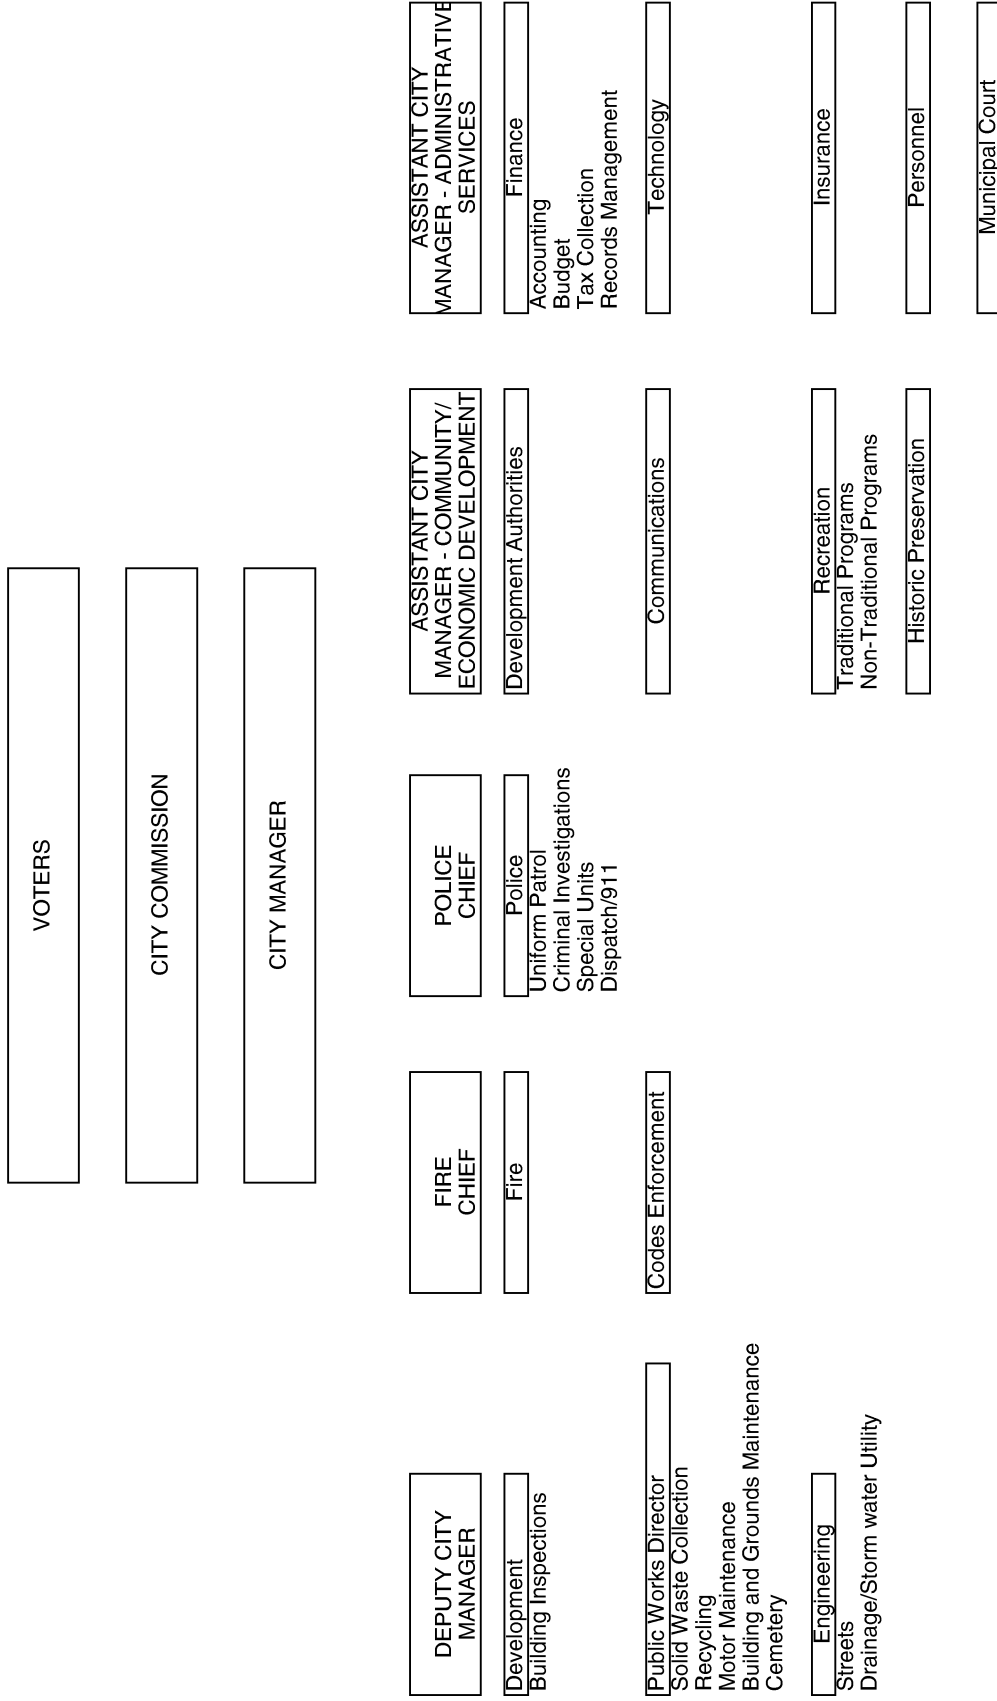 VOTERS
CITY COMMISSION
CITY MANAGER
DEPUTY CITY
MANAGER
Development
Building Inspections
Public Works Director
Solid Waste Collection
Recycling
Motor Maintenance
Building and Grounds Maintenance
Cemetery
Engineering
Streets
Drainage/Storm water Utility
FIRE
CHIEF
Fire
Codes Enforcement
POLICE
CHIEF
Police
Uniform Patrol
Criminal Investigations
Special Units
Dispatch/911
ASSISTANT CITY
MANAGER - COMMUNITY/
ECONOMIC DEVELOPMENT
Development Authorities
Communications
Recreation
Traditional Programs
Non-Traditional Programs
Historic Preservation
ASSISTANT CITY
MANAGER - ADMINISTRATIVE
SERVICES
Finance
Accounting
Budget
Tax Collection
Records Management
Technology
Insurance
Personnel
Municipal Court